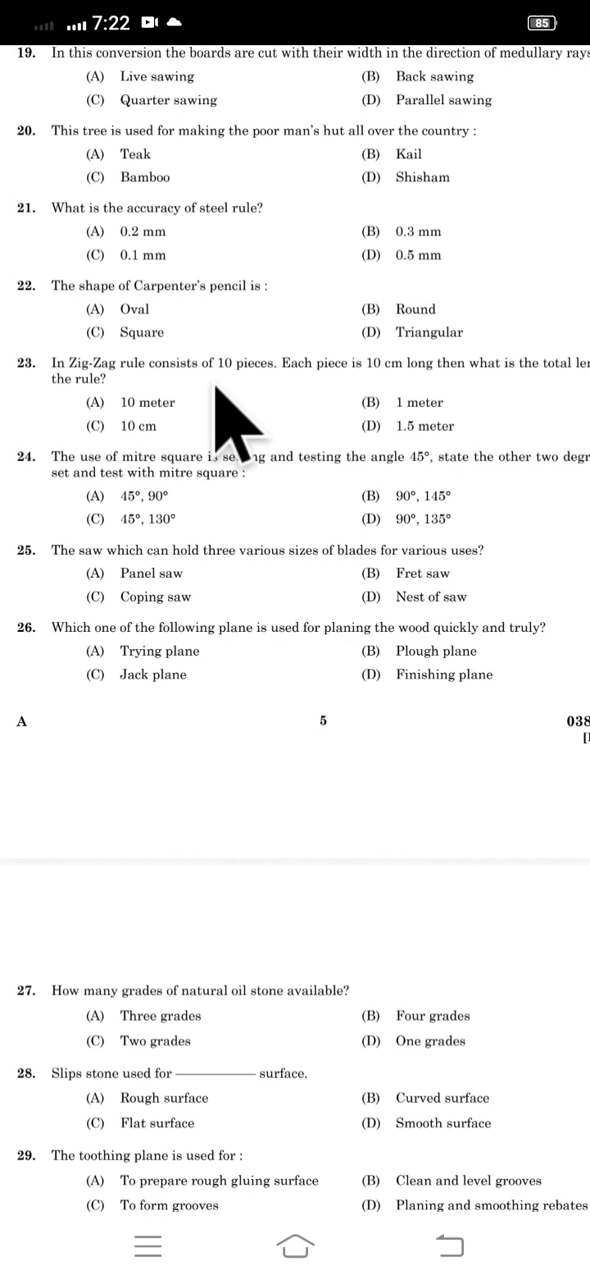 7:22
85
19. In this conversion the boards are cut with their width in the direction of medullary rays
(A) Live sawing (B) Back sawing
(C) Quarter sawing (D) Parallel sawing
20. This tree is used for making the poor man's hut all over the country :
(A) Teak (B) Kail
(C) Bamboo (D) Shisham
21. What is the accuracy of steel rule?
(A) 0.2 mm (B) 0.3 mm
(C) 0.1 mm (D) 0.5 mm
22. The shape of Carpenter's pencil is :
(A) Oval (B) Round
(C) Square (D) Triangular
23. In Zig-Zag rule consists of 10 pieces. Each piece is 10 cm long then what is the total
the rule?
(A) 10 meter (B) 1 meter
(C) 10 cm (D) 1.5 meter
24. The use of mitre square and testing the angle 45°, state the other two
set and test with mitre square :
(A) 45°, 90° (B) 90°, 145°
(C) 45°, 130° (D) 90°, 135°
25. The saw which can hold three various sizes of blades for various uses?
(A) Panel saw (B) Fret saw
(C) Coping saw (D) Nest of saw
26. Which one of the following plane is used for planing the wood quickly and truly?
(A) Trying plane (B) Plough plane
(C) Jack plane (D) Finishing plane
A 5 038
27. How many grades of natural oil stone available?
(A) Three grades (B) Four grades
(C) Two grades (D) One grades
28. Slips stone used for ———— surface.
(A) Rough surface (B) Curved surface
(C) Flat surface (D) Smooth surface
29. The toothing plane is used for :
(A) To prepare rough gluing surface (B) Clean and level grooves
(C) To form grooves (D) Planing and smoothing rebates